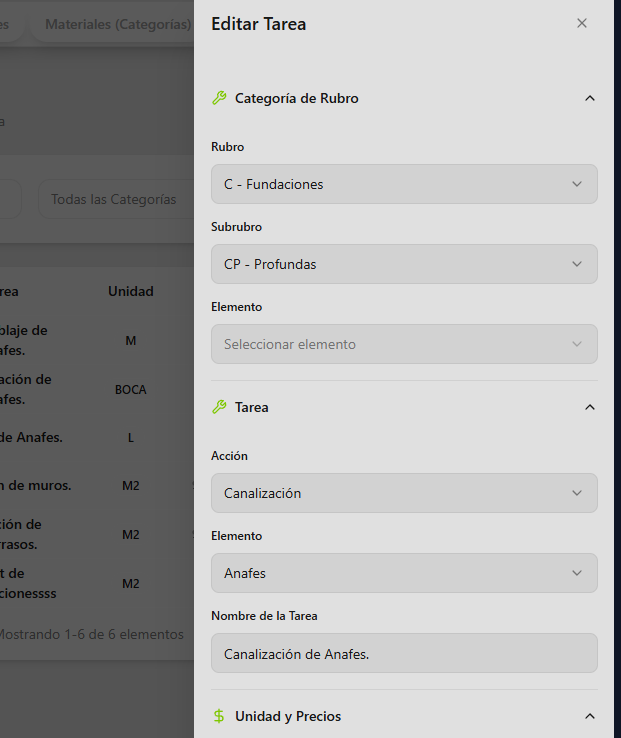 es
Materiales (Categorías)
Editar Tarea
Categoría de Rubro
a
Rubro
C - Fundaciones
Todas las Categorías
Subrubro
CP - Profundas
rea
Unidad
Elemento
Seleccionar elemento
blaje de
afes.
M
ación de
afes.
BOCA
Tarea
de Anafes.
L
Acción
n de muros.
M2
Canalización
ción de
rrasos.
M2
Elemento
Anafes
t de
cionessss
M2
Nombre de la Tarea
Mostrando 1-6 de 6 elementos
Canalización de Anafes.
$ Unidad y Precios